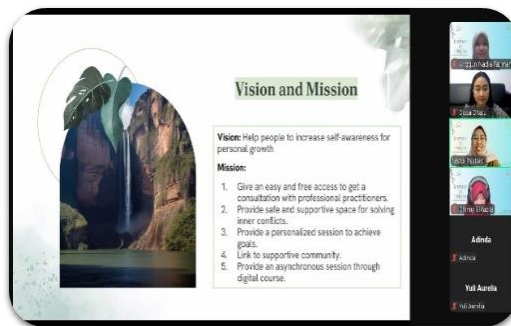 Vision and Mission
Vision: Help people to increase self-awareness for
personal growth
Mission:
1. Give an easy and free access to get a
consultation with professional practitioners.
2. Provide safe and supportive space for solving
inner conflicts.
3. Provide a personalized session to achieve
goals.
4. Link to supportive community.
5. Provide an asynchronous session through
digital course.
Adinda
Adinda
Yuli Aurelia
Yuli Aurelia